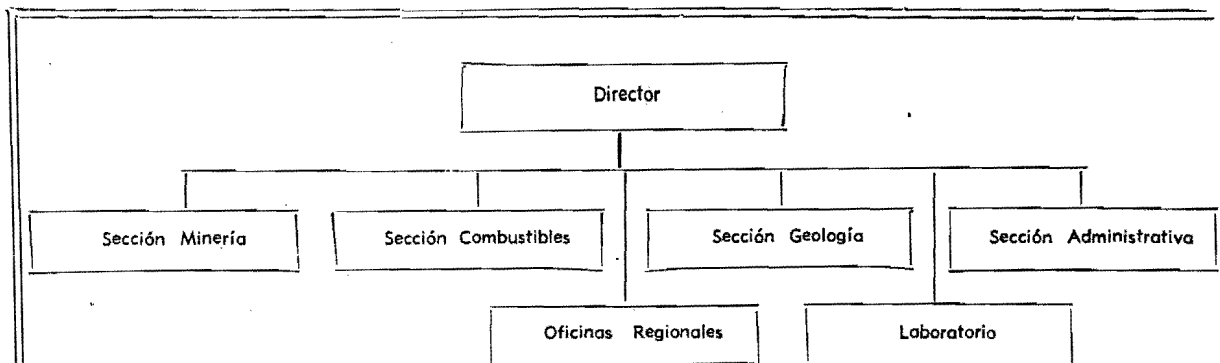 Director
Sección Minería
Sección Combustibles
Sección Geología
Sección Administrativa
Oficinas Regionales
Laboratorio